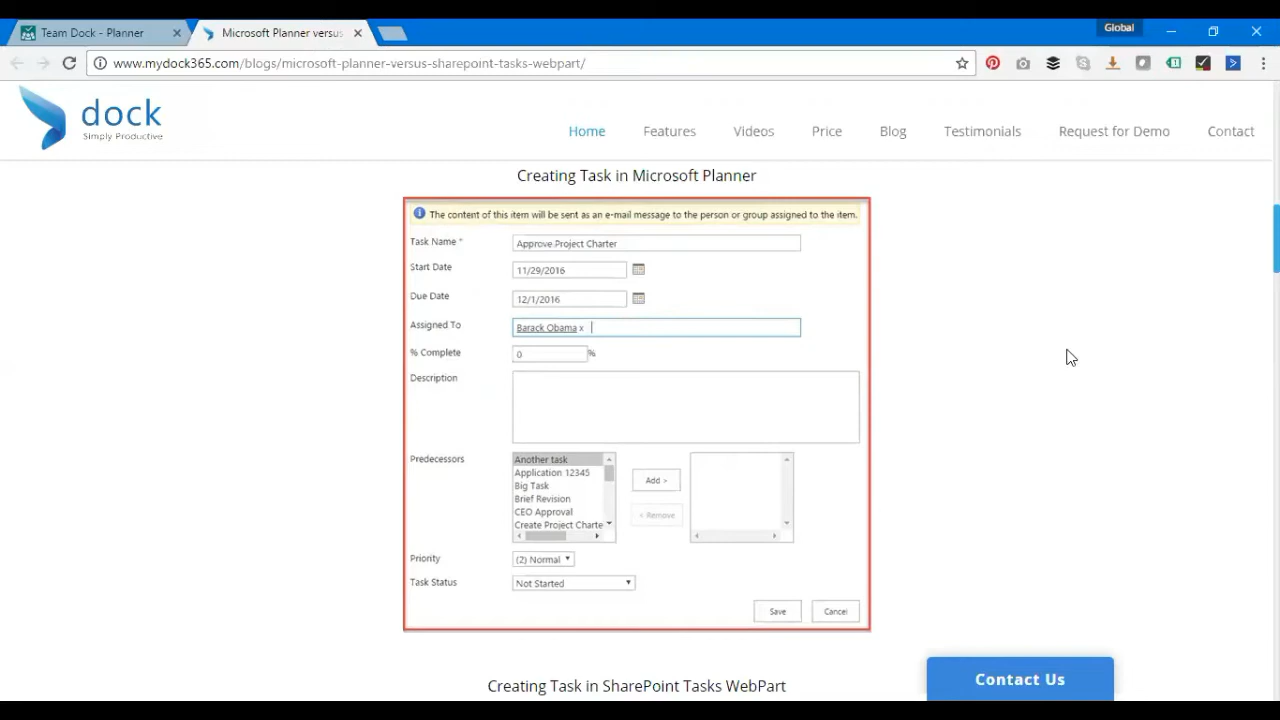 Team Dock - Planner
Microsoft Planner versus
Global
www.mydock365.com/blogs/microsoft-planner-versus-sharepoint-tasks-webpart/
dock
Simply Productive
Home Features Videos Price Blog Testimonials Request for Demo Contact
Creating Task in Microsoft Planner
The content of this item will be sent as an e-mail message to the person or group assigned to the item.
Task Name * Approve Project Charter
Start Date 11/29/2016
Due Date 12/1/2016
Assigned To Barack Obama x
% Complete 0 %
Description
Predecessors Another task
Application 12345
Big Task
Brief Revision
CEO Approval
Create Project Charte
Add >
< Remove
Priority (2) Normal
Task Status Not Started
Save Cancel
Creating Task in SharePoint Tasks WebPart
Contact Us